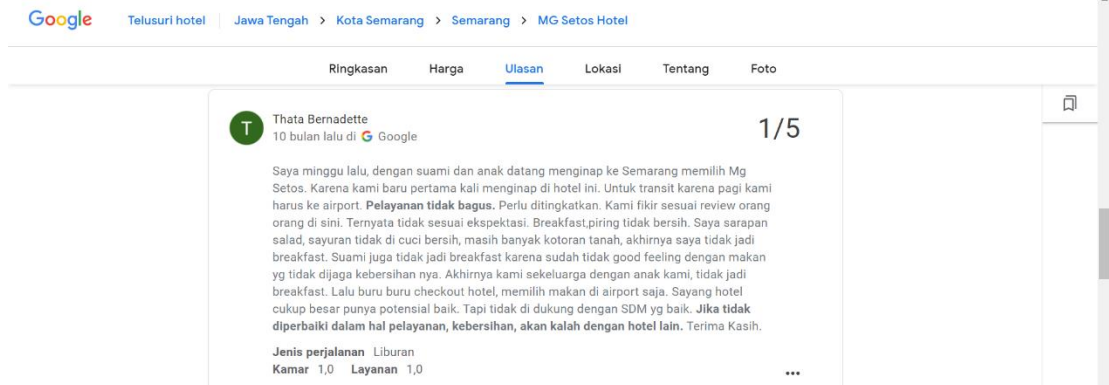 Google Telusuri hotel Jawa Tengah > Kota Semarang > Semarang > MG Setos Hotel
Ringkasan Harga Ulasan Lokasi Tentang Foto
T
Thata Bernadette
10 bulan lalu di G Google
1/5
Saya minggu lalu, dengan suami dan anak datang menginap ke Semarang memilih Mg
Setos. Karena kami baru pertama kali menginap di hotel ini. Untuk transit karena pagi kami
harus ke airport. Pelayanan tidak bagus. Perlu ditingkatkan. Kami fikir sesuai review orang
orang di sini. Ternyata tidak sesuai ekspektasi. Breakfast,piring tidak bersih. Saya sarapan
salad, sayuran tidak di cuci bersih, masih banyak kotoran tanah, akhirnya saya tidak jadi
breakfast. Suami juga tidak jadi breakfast karena sudah tidak good feeling dengan makan
yg tidak dijaga kebersihan nya. Akhirnya kami sekeluarga dengan anak kami, tidak jadi
breakfast. Lalu buru buru checkout hotel, memilih makan di airport saja. Sayang hotel
cukup besar punya potensial baik. Tapi tidak di dukung dengan SDM yg baik. Jika tidak
diperbaiki dalam hal pelayanan, kebersihan, akan kalah dengan hotel lain. Terima Kasih.
Jenis perjalanan Liburan
Kamar 1,0 Layanan 1,0